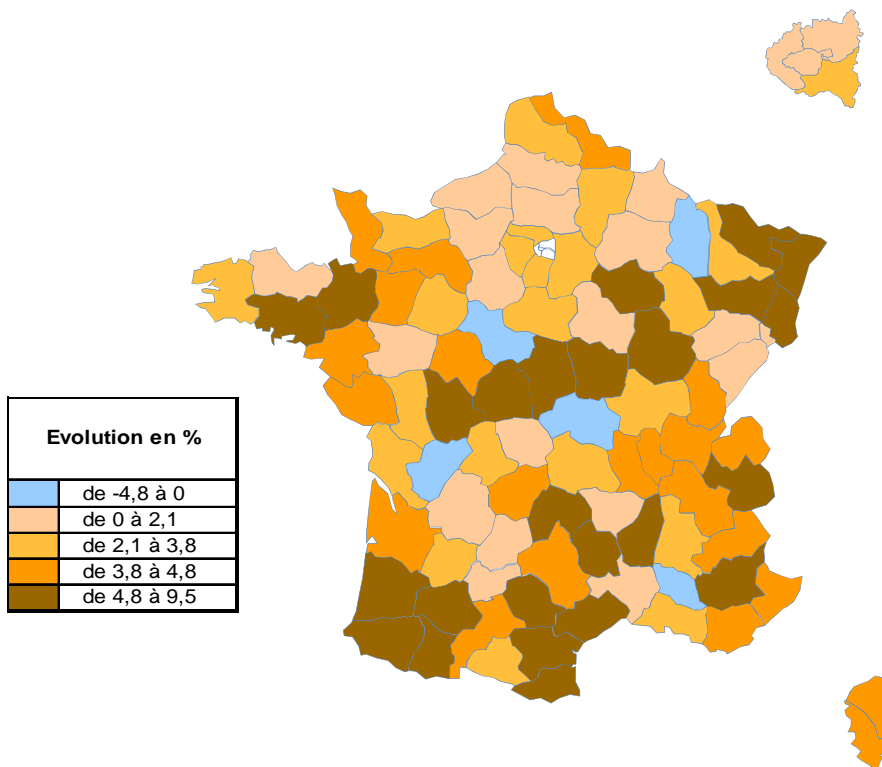 Evolution en %
de -4,8 à 0
de 0 à 2,1
de 2,1 à 3,8
de 3,8 à 4,8
de 4,8 à 9,5